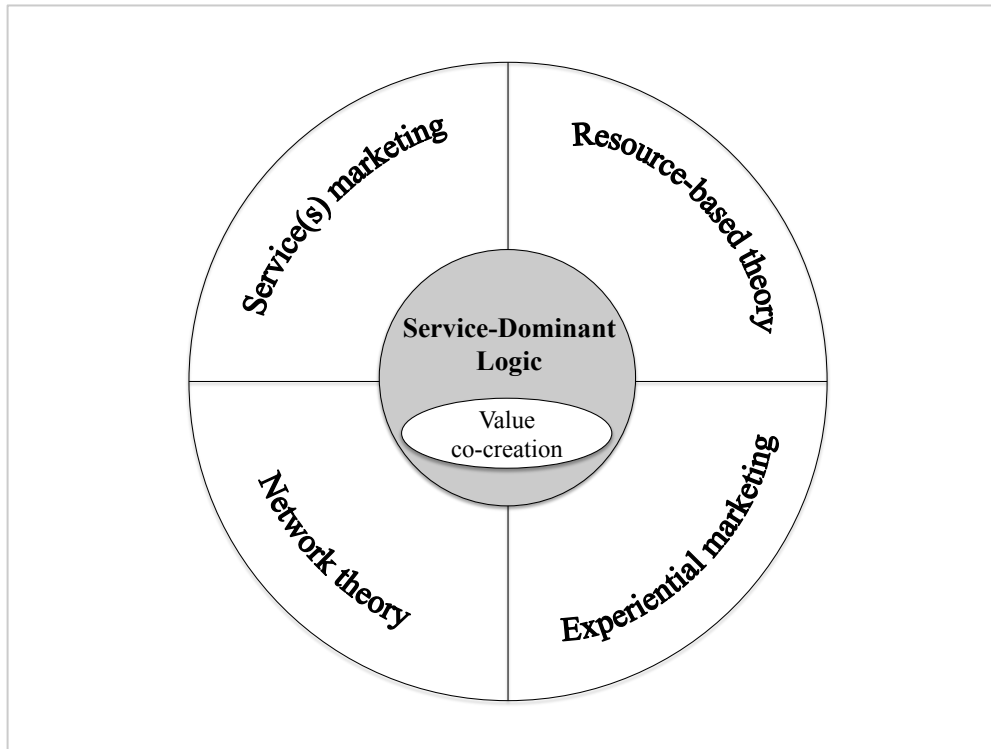 Service(s) marketing
Resource-based theory
Service-Dominant
Logic
Value
co-creation
Network theory
Experiential marketing